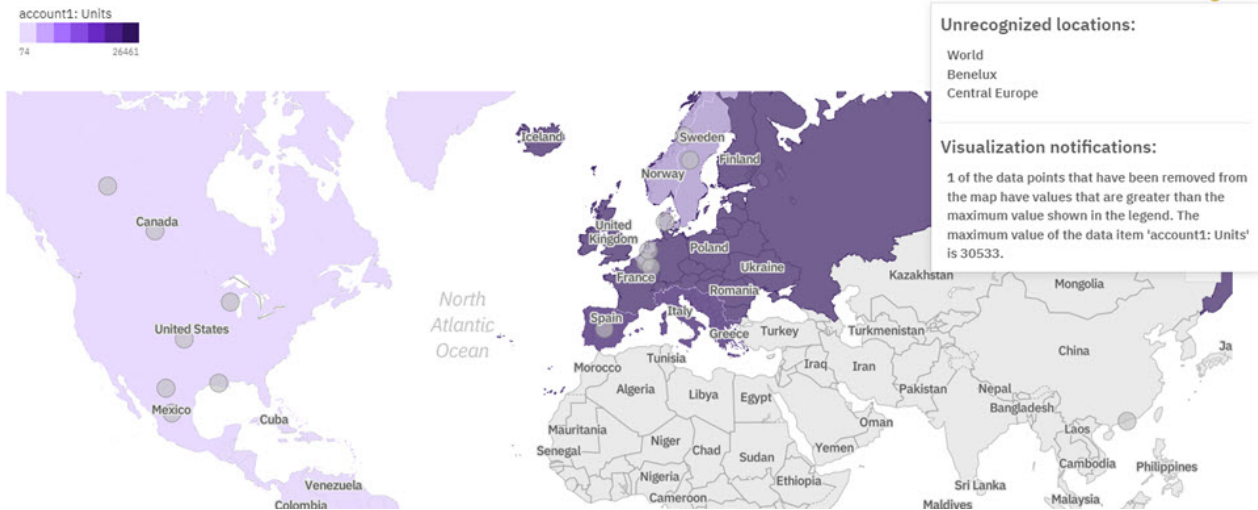 account1: Units
74
26461
Unrecognized locations:
World
Benelux
Central Europe
Visualization notifications:
1 of the data points that have been removed from
the map have values that are greater than the
maximum value shown in the legend. The
maximum value of the data item 'account1: Units'
is 30533.
Iceland
Sweden
Finland
Norway
Canada
United
Kingdom
Poland
Ukraine
France
Kazakhstan
Mongolia
Romania
North
Atlantic
Ocean
United States
Spain
Italy
Greece
Turkey
Turkmenistan
China
Ja
Tunisia
Morocco
Iraq
Iran
Algeria
Libya
Egypt
Pakistan
Nepal
Bangladesh
Mexico
Cuba
Mauritania
Oman
Laos
Senegal
Niger
Chad
Sudan
Yemen
Cambodia
Philippines
Venezuela
Nigeria
Ethiopia
Sri Lanka
Colombia
Cameroon
Maldives
Malaysia